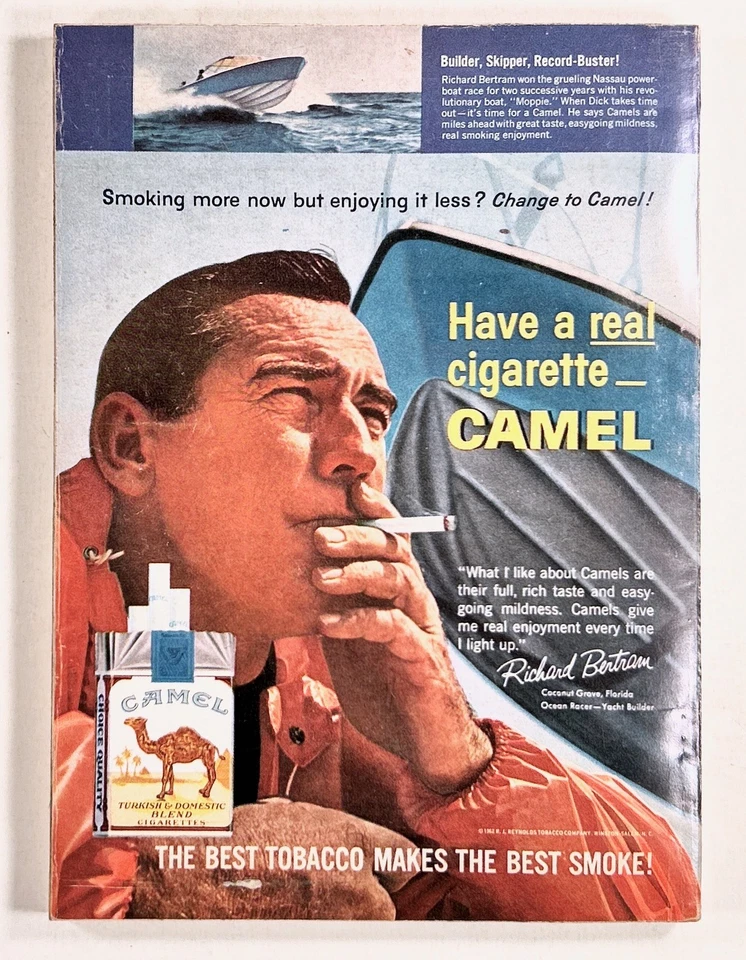 Builder, Skipper, Record-Buster!
Richard Bertram won the grueling Nassau power-
boat race for two successive years with his revo-
lutionary boat, "Moppie." When Dick takes time
out—it's time for a Camel. He says Camels are
miles ahead with great taste, easygoing mildness,
real smoking enjoyment.
Smoking more now but enjoying it less? Change to Camel!
Have a real
cigarette—
CAMEL
"What I like about Camels are
their full, rich taste and easy-
going mildness. Camels give
me real enjoyment every time
I light up."
Richard Bertram
Coconut Grove, Florida
Ocean Racer—Yacht Builder
CAMEL
CHOICE QUALITY
TURKISH & DOMESTIC
BLEND
CIGARETTES
R. J. REYNOLDS TOBACCO COMPANY, WINSTON-SALEM, N. C.
THE BEST TOBACCO MAKES THE BEST SMOKE!